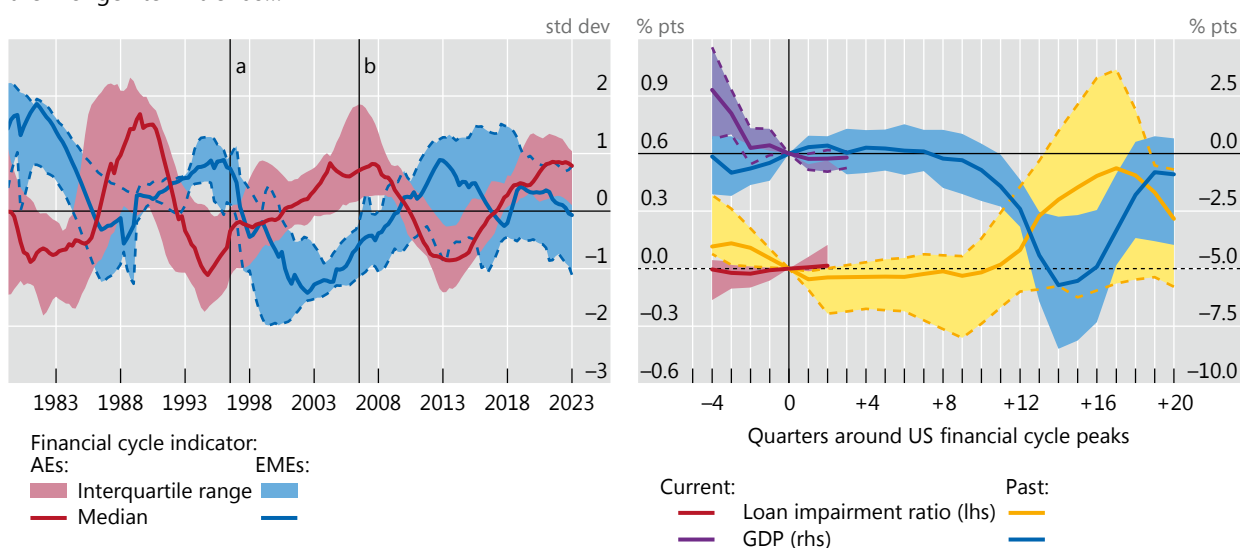 std dev
a
b
2
1
0
–1
–2
–3
1983 1988 1993 1998 2003 2008 2013 2018 2023
Financial cycle indicator:
AEs: EMEs:
Interquartile range
Median
% pts % pts
0.9 2.5
0.6 0.0
0.3 –2.5
0.0 –5.0
–0.3 –7.5
–0.6 –10.0
–4 0 +4 +8 +12 +16 +20
Quarters around US financial cycle peaks
Current: Past:
Loan impairment ratio (lhs)
GDP (rhs)